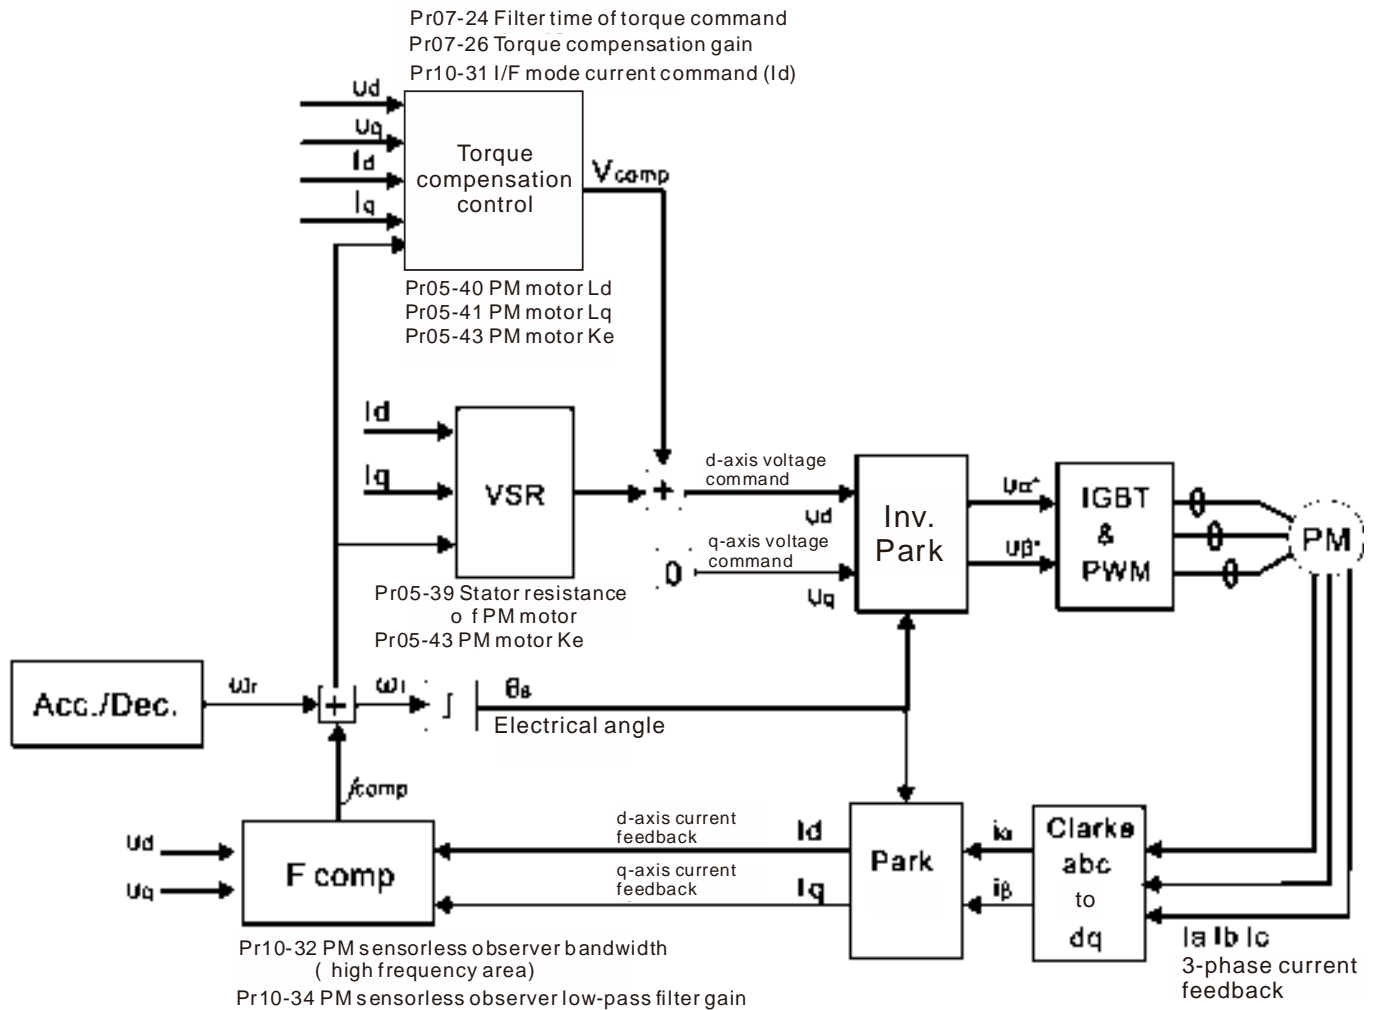 Pr07-24 Filter time of torque command
Pr07-26 Torque compensation gain
Pr10-31 I/F mode current command (Id)
Ud
Uq
Id
Iq
Torque
compensation
control
Vcomp
Pr05-40 PM motor Ld
Pr05-41 PM motor Lq
Pr05-43 PM motor Ke
Id
Iq
VSR
+
d-axis voltage
command
Ud
0
q-axis voltage
command
Uq
Inv.
Park
Uα*
Uβ*
IGBT
&
PWM
PM
Pr05-39 Stator resistance
o f PM motor
Pr05-43 PM motor Ke
Acc./Dec.
ωr
+
ω1
∫
θe
Electrical angle
fcomp
Ud
Uq
F comp
d-axis current
feedback
Id
q-axis current
feedback
Iq
Park
iα
iβ
Clarke
abc
to
dq
Ia Ib Ic
3-phase current
feedback
Pr10-32 PM sensorless observer bandwidth
( high frequency area)
Pr10-34 PM sensorless observer low-pass filter gain